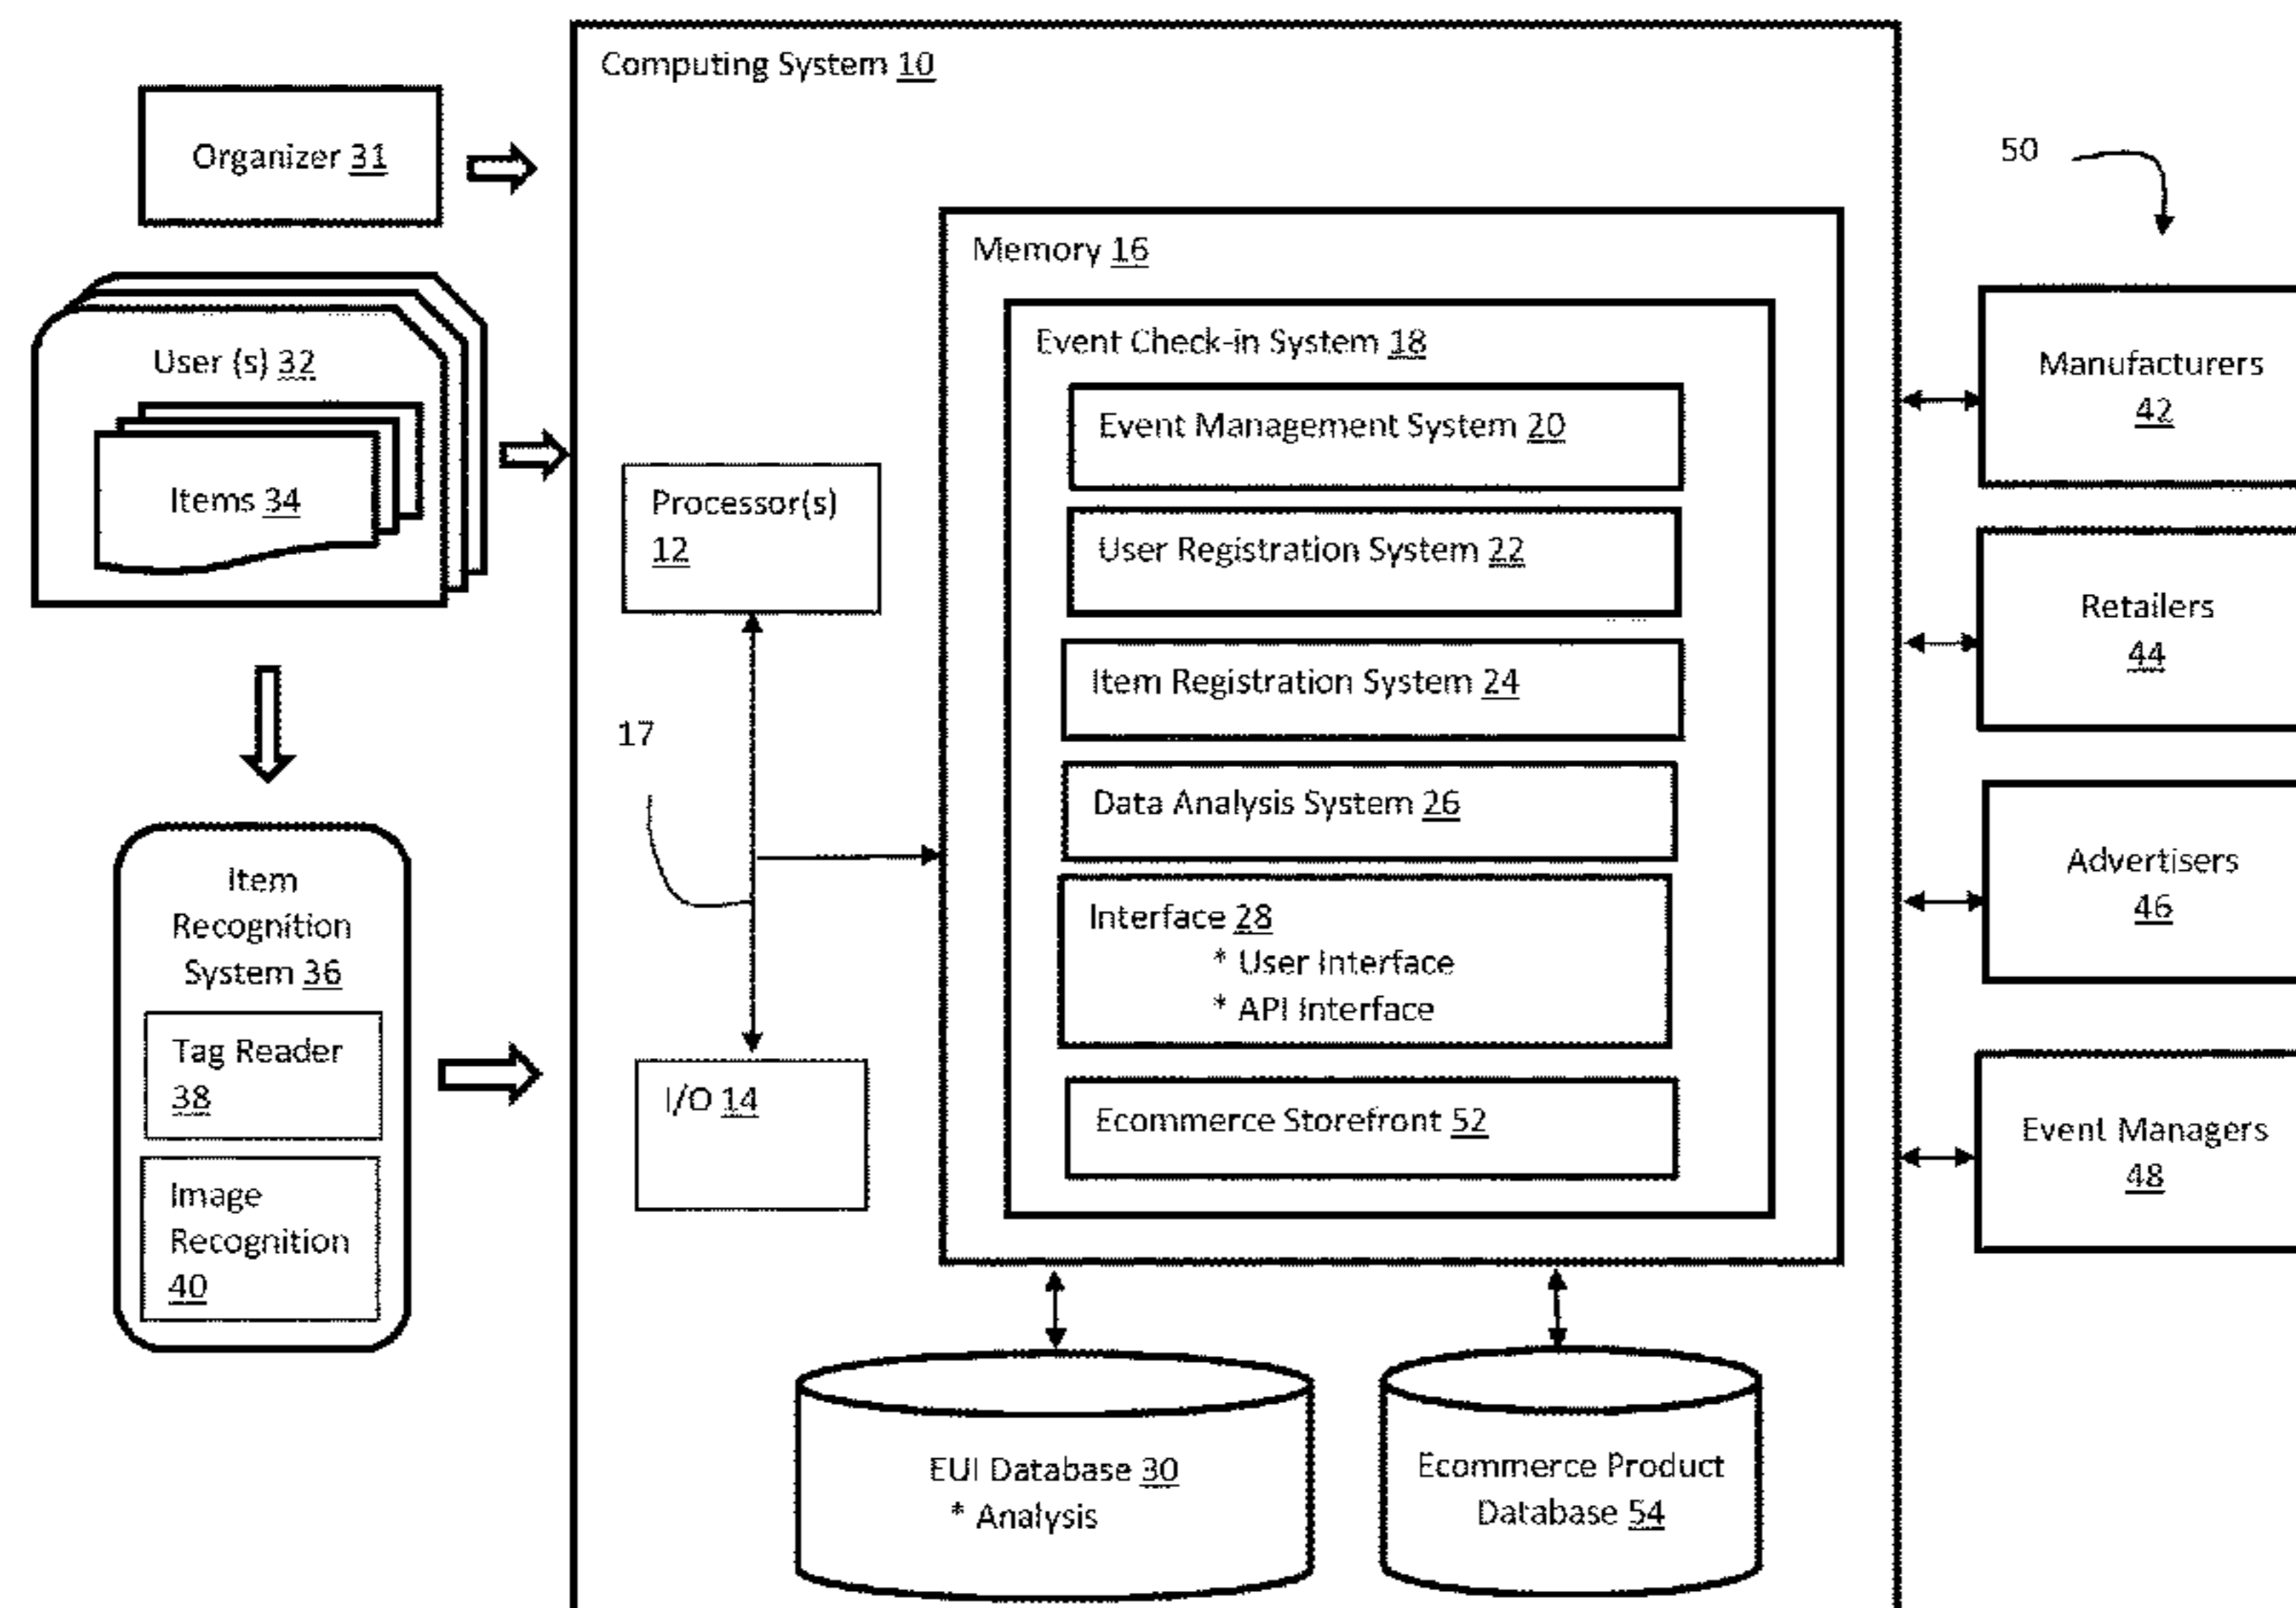 Computing System 10
Organizer 31
50
Memory 16
Event Check-in System 18
User (s) 32
Manufacturers
42
Event Management System 20
Items 34
Processor(s)
12
User Registration System 22
Retailers
44
Item Registration System 24
17
Data Analysis System 26
Advertisers
46
Item
Recognition
System 36
Interface 28
* User Interface
* API Interface
Tag Reader
38
I/O 14
Ecommerce Storefront 52
Event Managers
48
Image
Recognition
40
EUI Database 30
* Analysis
Ecommerce Product
Database 54